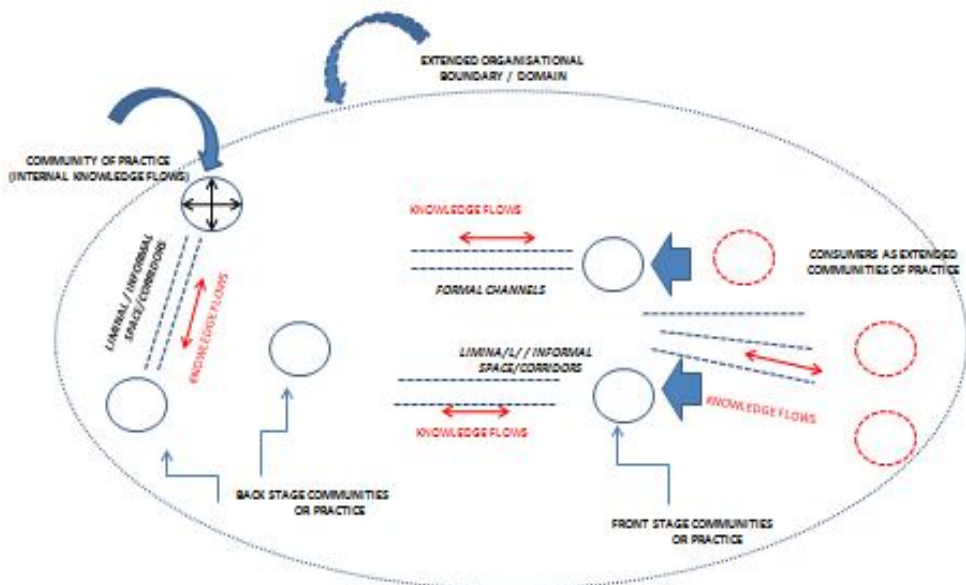 EXTENDED ORGANISATIONAL
BOUNDARY / DOMAIN
COMMUNITY OF PRACTICE
(INTERNAL KNOWLEDGE FLOWS)
LIMINAL / INFORMAL
SPACE/CORRIDORS
KNOWLEDGE FLOWS
KNOWLEDGE FLOWS
FORMAL CHANNELS
CONSUMERS AS EXTENDED
COMMUNITIES OF PRACTICE
LIMINA/L/ / INFORMAL
SPACE/CORRIDORS
KNOWLEDGE FLOWS
KNOWLEDGE FLOWS
BACK STAGE COMMUNITIES
OR PRACTICE
FRONT STAGE COMMUNITIES
OR PRACTICE